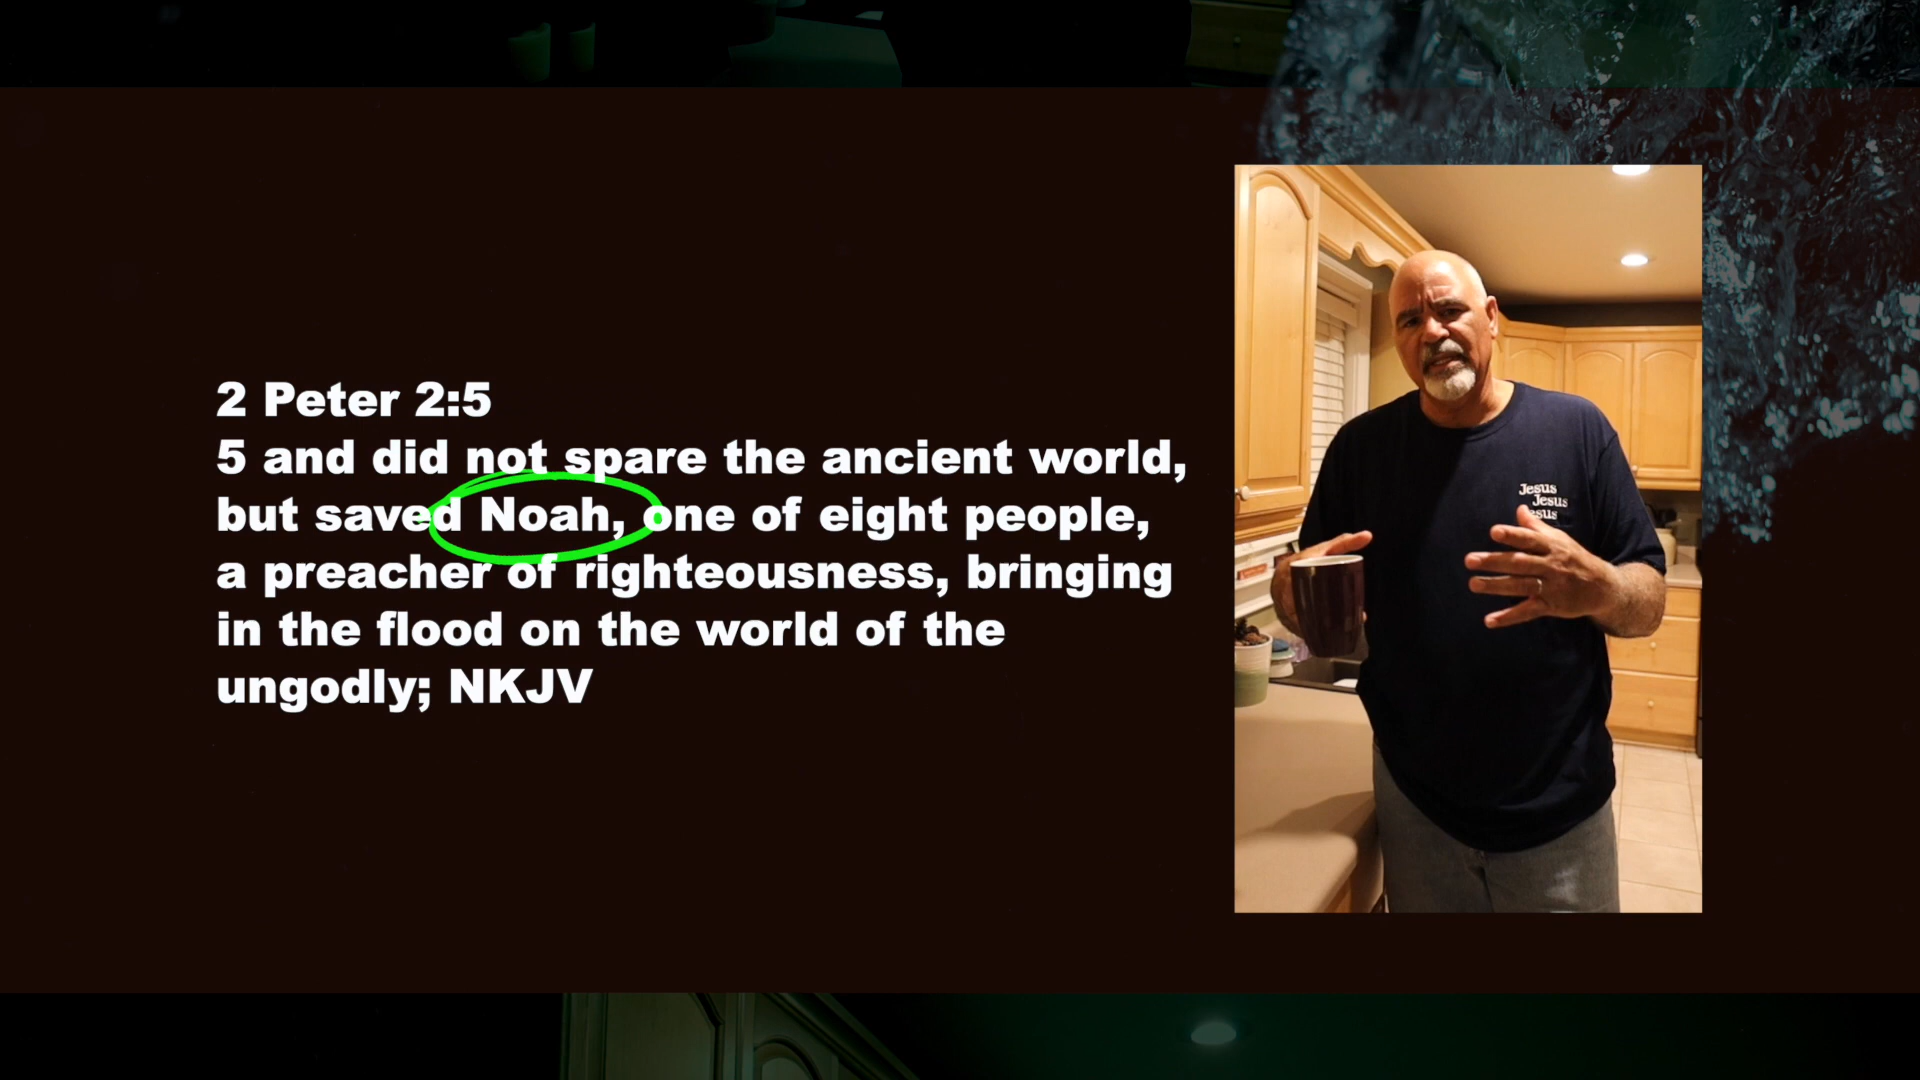 2 Peter 2:5
5 and did not spare the ancient world,
but saved Noah, one of eight people,
a preacher of righteousness, bringing
in the flood on the world of the
ungodly; NKJV
Jesus
Jesus
esus